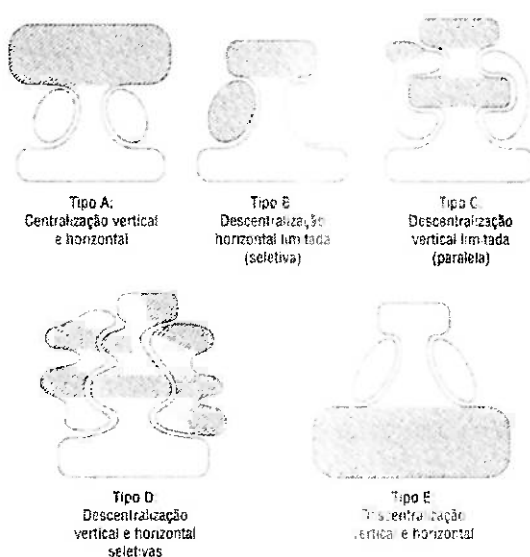 Tipo A:
Centralização vertical
e horizontal
Tipo B
Descentralização
horizontal limitada
(seletiva)
Tipo C:
Descentralização
vertical limitada
(paralela)
Tipo D:
Descentralização
vertical e horizontal
seletivas
Tipo E:
Descentralização
vertical e horizontal